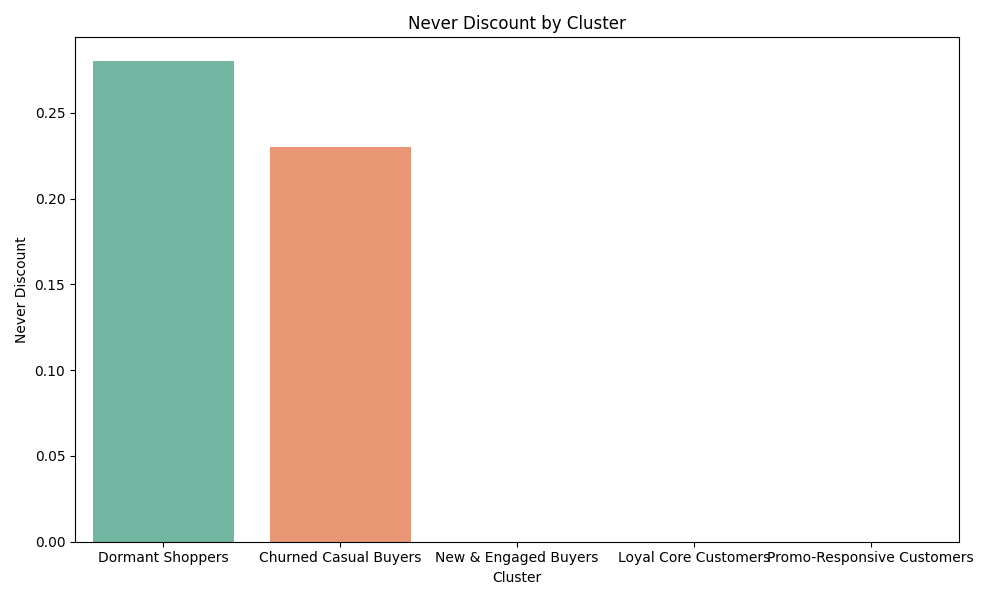 Never Discount by Cluster
Never Discount
0.25
0.20
0.15
0.10
0.05
0.00
Dormant Shoppers
Churned Casual Buyers
New & Engaged Buyers
Loyal Core Customers
Promo-Responsive Customers
Cluster